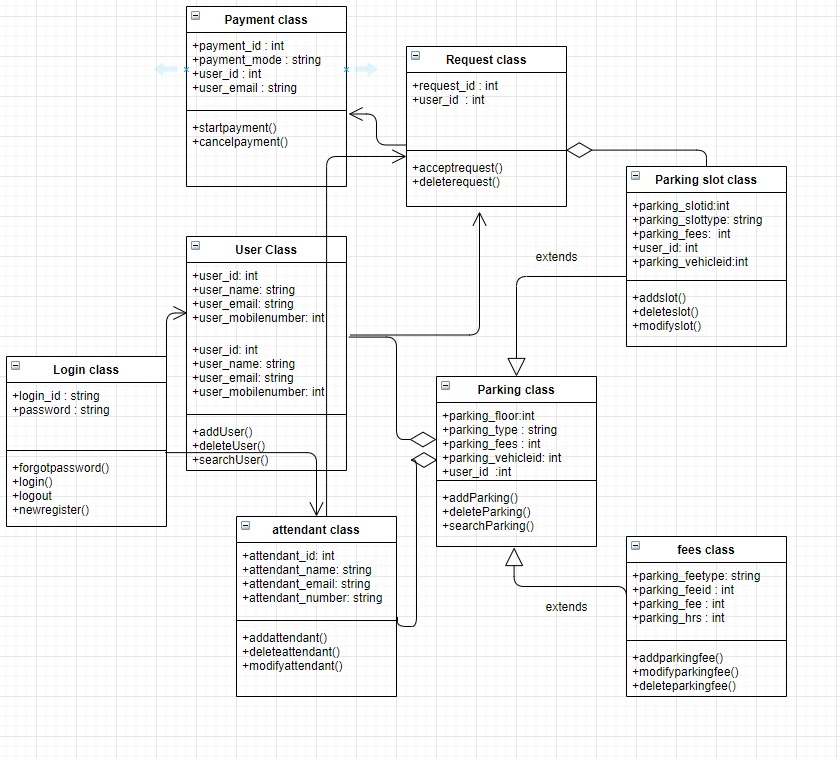 Payment class
+payment_id : int
+payment_mode : string
+user_id : int
+user_email : string
+startpayment()
+cancelpayment()
Request class
+request_id : int
+user_id : int
+acceptrequest()
+deleterequest()
Parking slot class
+parking_slotid:int
+parking_slottype: string
+parking_fees: int
+user_id: int
+parking_vehicleid:int
+addslot()
+deleteslot()
+modifyslot()
User Class
+user_id: int
+user_name: string
+user_email: string
+user_mobilenumber: int
+user_id: int
+user_name: string
+user_email: string
+user_mobilenumber: int
+addUser()
+deleteUser()
+searchUser()
extends
Login class
+login_id : string
+password : string
+forgotpassword()
+login()
+logout
+newregister()
Parking class
+parking_floor:int
+parking_type : string
+parking_fees : int
+parking_vehicleid: int
+user_id :int
+addParking()
+deleteParking()
+searchParking()
attendant class
+attendant_id: int
+attendant_name: string
+attendant_email: string
+attendant_number: string
+addattendant()
+deleteattendant()
+modifyattendant()
extends
fees class
+parking_feetype: string
+parking_feeid : int
+parking_fee : int
+parking_hrs : int
+addparkingfee()
+modifyparkingfee()
+deleteparkingfee()